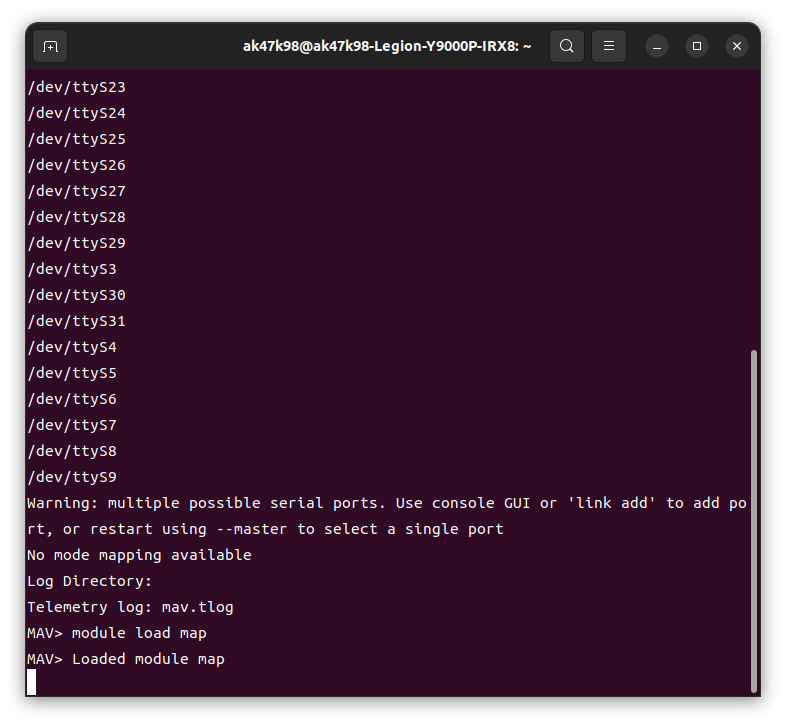 ak47k98@ak47k98-Legion-Y9000P-IRX8: ~
/dev/ttyS23
/dev/ttyS24
/dev/ttyS25
/dev/ttyS26
/dev/ttyS27
/dev/ttyS28
/dev/ttyS29
/dev/ttyS3
/dev/ttyS30
/dev/ttyS31
/dev/ttyS4
/dev/ttyS5
/dev/ttyS6
/dev/ttyS7
/dev/ttyS8
/dev/ttyS9
Warning: multiple possible serial ports. Use console GUI or 'link add' to add po
rt, or restart using --master to select a single port
No mode mapping available
Log Directory:
Telemetry log: mav.tlog
MAV> module load map
MAV> Loaded module map